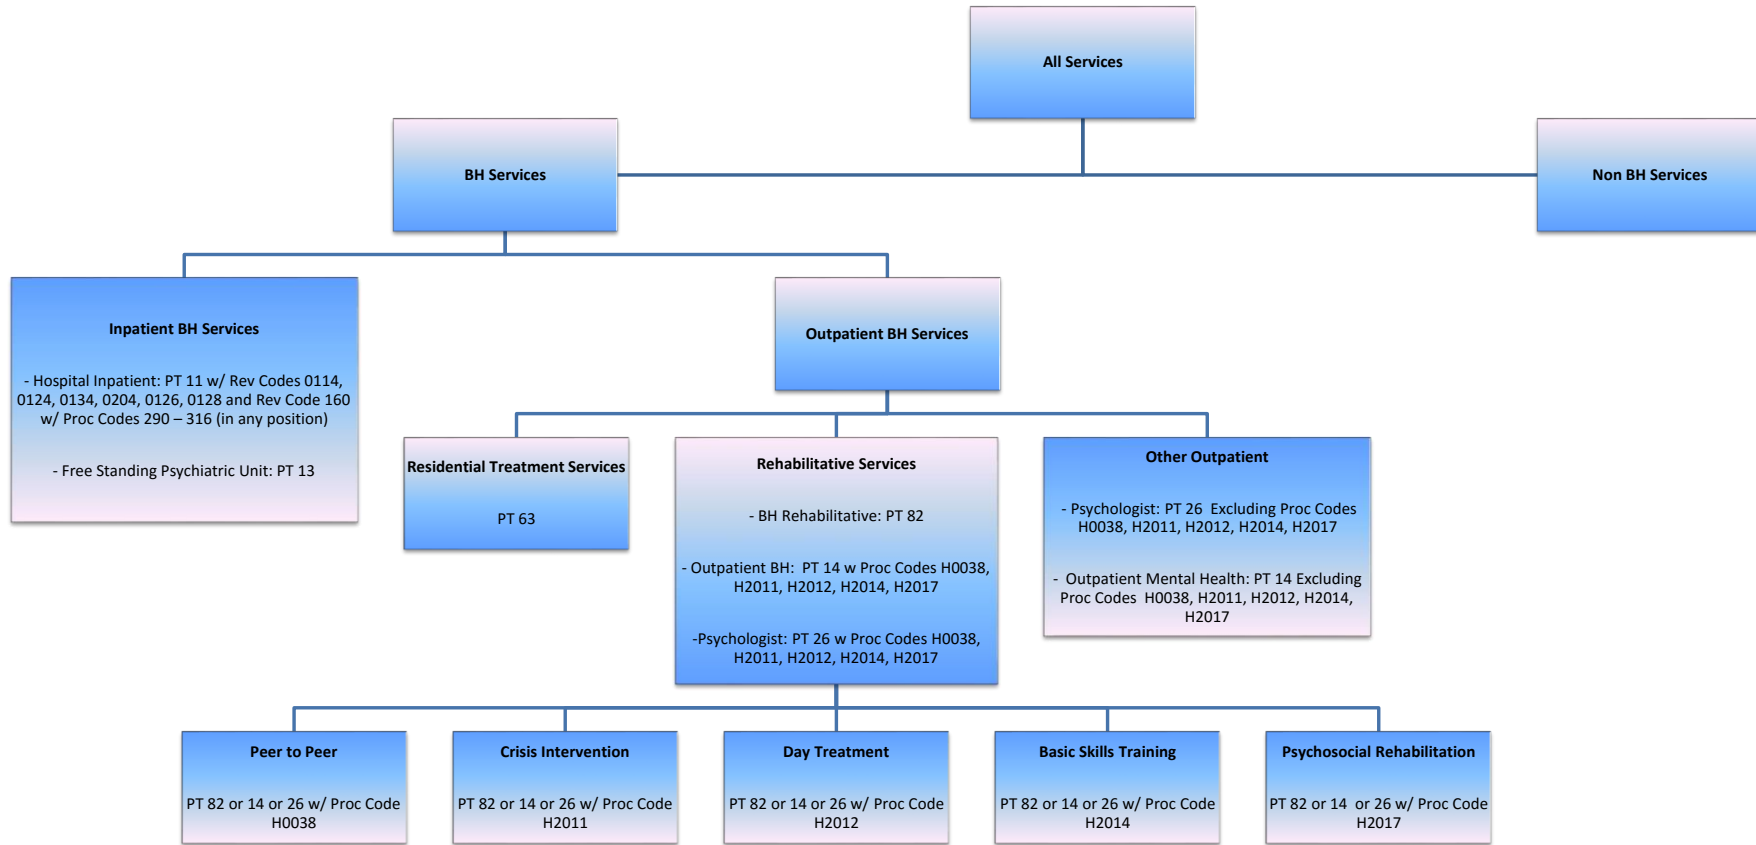 All Services
BH Services
Non BH Services
Inpatient BH Services
- Hospital Inpatient: PT 11 w/ Rev Codes 0114,
0124, 0134, 0204, 0126, 0128 and Rev Code 160
w/ Proc Codes 290 – 316 (in any position)
- Free Standing Psychiatric Unit: PT 13
Outpatient BH Services
Residential Treatment Services
PT 63
Rehabilitative Services
- BH Rehabilitative: PT 82
- Outpatient BH:  PT 14 w Proc Codes H0038,
H2011, H2012, H2014, H2017
-Psychologist: PT 26 w Proc Codes H0038,
H2011, H2012, H2014, H2017
Other Outpatient
- Psychologist: PT 26  Excluding Proc Codes
H0038, H2011, H2012, H2014, H2017
-  Outpatient Mental Health: PT 14 Excluding
Proc Codes  H0038, H2011, H2012, H2014,
H2017
Peer to Peer
PT 82 or 14 or 26 w/ Proc Code
H0038
Crisis Intervention
PT 82 or 14 or 26 w/ Proc Code
H2011
Day Treatment
PT 82 or 14 or 26 w/ Proc Code
H2012
Basic Skills Training
PT 82 or 14 or 26 w/ Proc Code
H2014
Psychosocial Rehabilitation
PT 82 or 14  or 26 w/ Proc Code
H2017